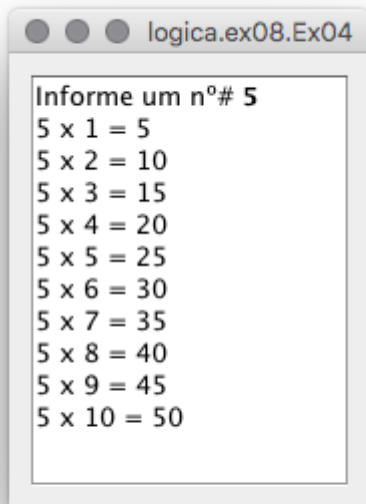 logica.ex08.Ex04
Informe um nº# 5
5 x 1 = 5
5 x 2 = 10
5 x 3 = 15
5 x 4 = 20
5 x 5 = 25
5 x 6 = 30
5 x 7 = 35
5 x 8 = 40
5 x 9 = 45
5 x 10 = 50